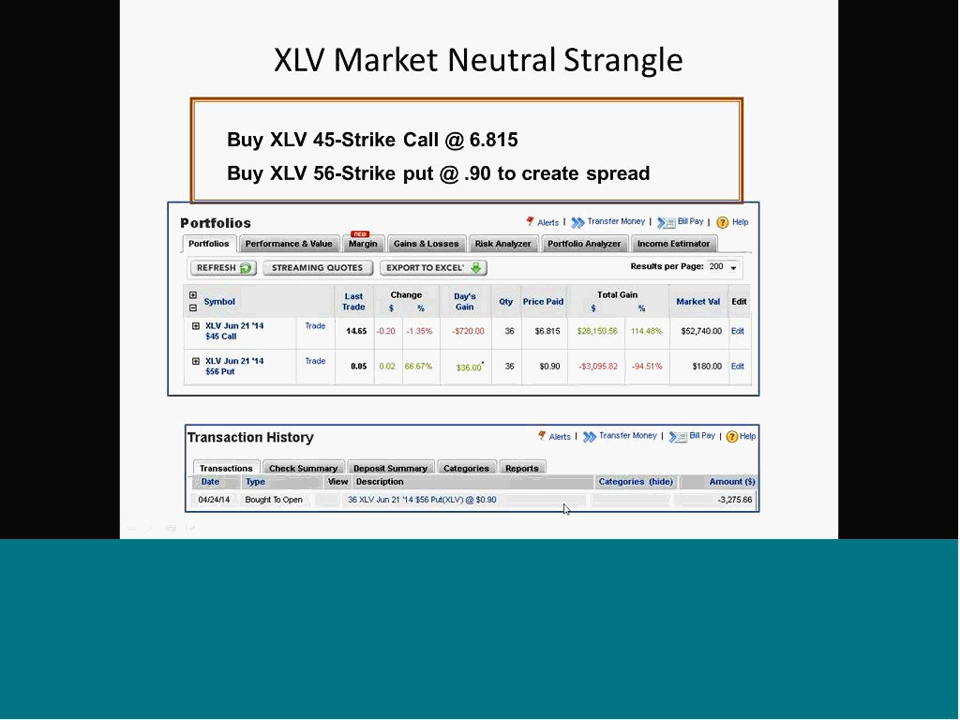 XLV Market Neutral Strangle
Buy XLV 45-Strike Call @ 6.815
Buy XLV 56-Strike put @ .90 to create spread
Portfolios
Alerts | Transfer Money | Bill Pay | ? Help
NEW
Portfolios Performance & Value Margin Gains & Losses Risk Analyzer Portfolio Analyzer Income Estimator
REFRESH STREAMING QUOTES EXPORT TO EXCEL' Results per Page: 200
Symbol Last Trade Change $ % Day's Gain Qty Price Paid Total Gain $ % Market Val Edit
XLV Jun 21 '14 $45 Call Trade 14.65 -0.20 -1.35% -$720.00 36 $6.815 $28,150.56 114.48% $52,740.00 Edit
XLV Jun 21 '14 $56 Put Trade 0.05 0.02 66.67% $36.00* 36 $0.90 -$3,095.82 -94.51% $180.00 Edit
Transaction History
Alerts | Transfer Money | Bill Pay | ? Help
Transactions Check Summary Deposit Summary Categories Reports
Date Type View Description Categories (hide) Amount ($)
04/24/14 Bought To Open 36 XLV Jun 21 '14 $56 Put(XLV) @ $0.90 -3,275.66